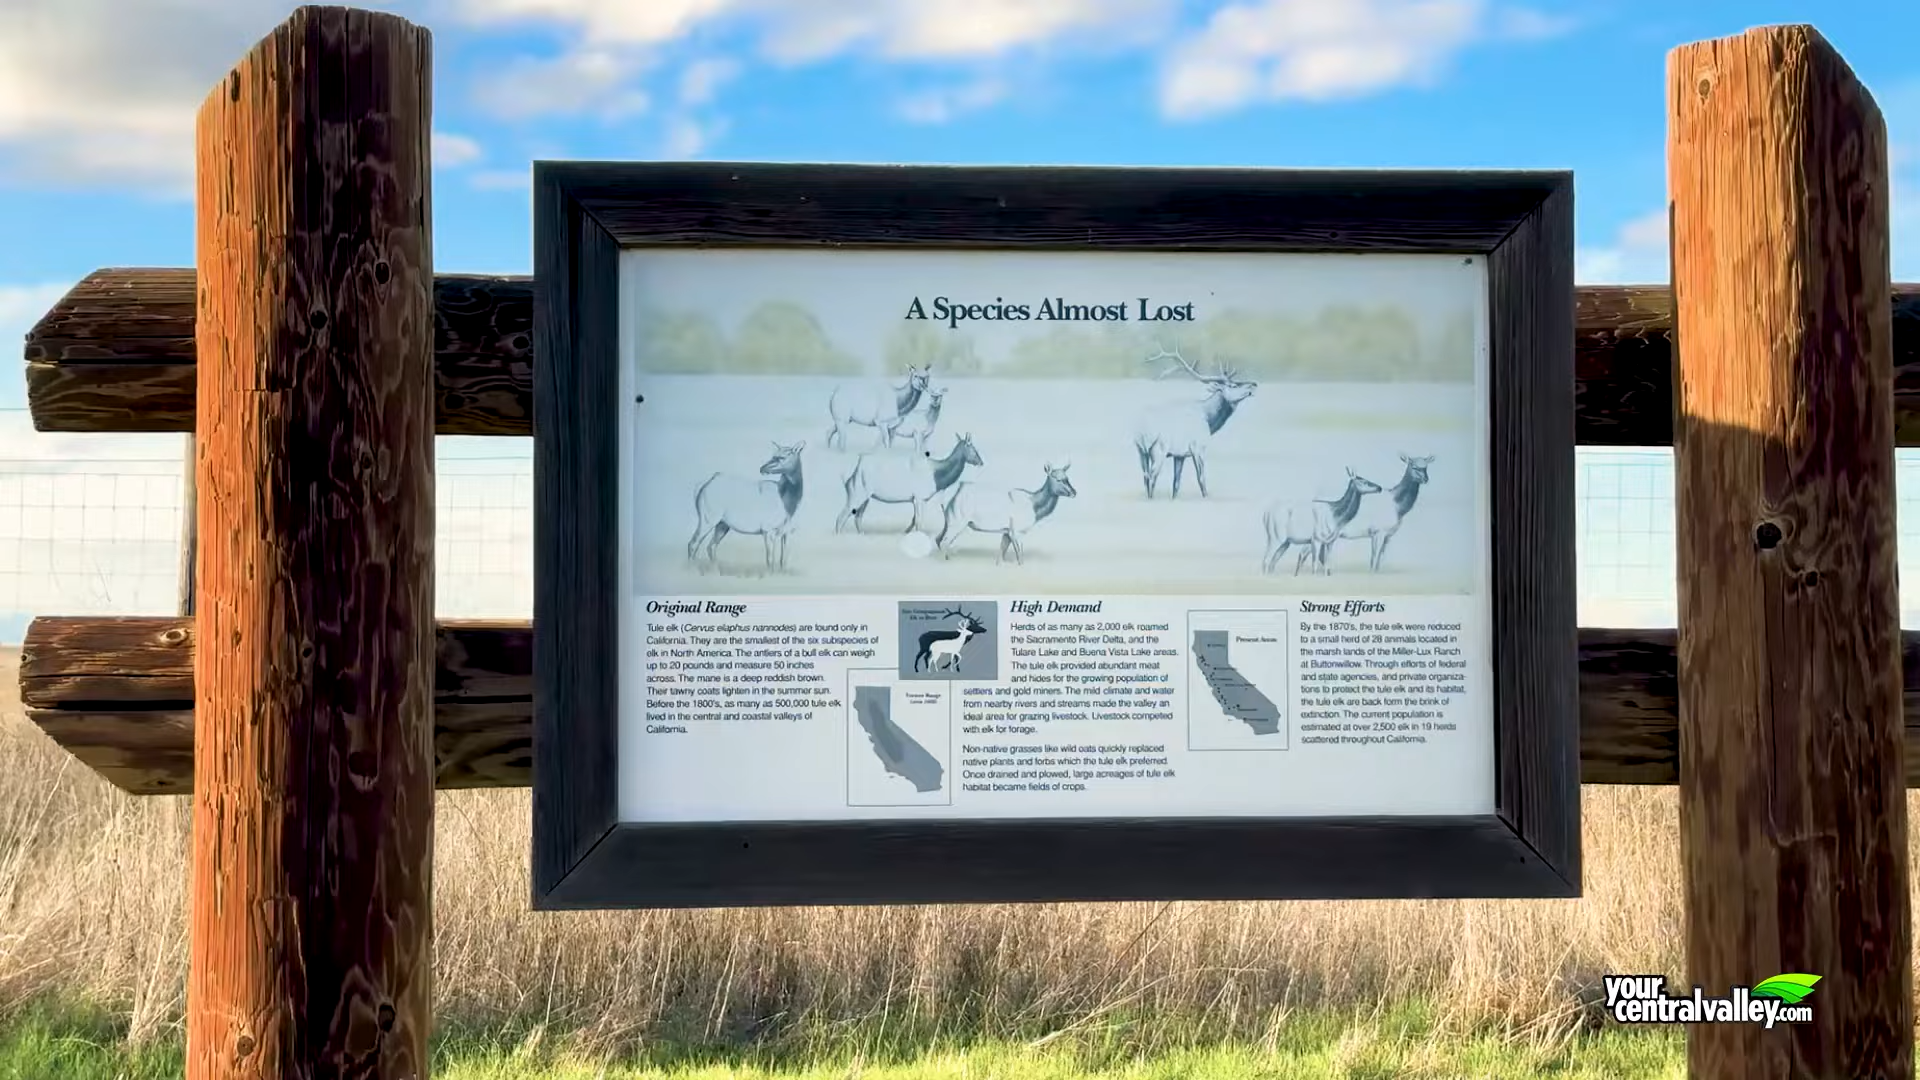 A Species Almost Lost
Original Range
Tule elk (Cervus elaphus nannodes) are found only in
California. They are the smallest of the six subspecies of
elk in North America. The antlers of a bull elk can weigh
up to 20 pounds and measure 50 inches
across. The mane is a deep reddish brown.
Their tawny coats lighten in the summer sun.
Before the 1800's, as many as 500,000 tule elk
lived in the central and coastal valleys of
California.
Size Comparison
Elk vs Deer
Former Range
High Demand
Herds of as many as 2,000 elk roamed
the Sacramento River Delta, and the
Tulare Lake and Buena Vista Lake areas.
The tule elk provided abundant meat
and hides for the growing population of
settlers and gold miners. The mild climate and water
from nearby rivers and streams made the valley an
ideal area for grazing livestock. Livestock competed
with elk for forage.
Non-native grasses like wild oats quickly replaced
native plants and forbs which the tule elk preferred.
Once drained and plowed, large acreages of tule elk
habitat became fields of crops.
Present Areas
Strong Efforts
By the 1870's, the tule elk were reduced
to a small herd of 28 animals located in
the marsh lands of the Miller-Lux Ranch
at Buttonwillow. Through efforts of federal
and state agencies, and private organiza-
tions to protect the tule elk and its habitat,
the tule elk are back form the brink of
extinction. The current population is
estimated at over 2,500 elk in 19 herds
scattered throughout California.
your
centralvalley.com